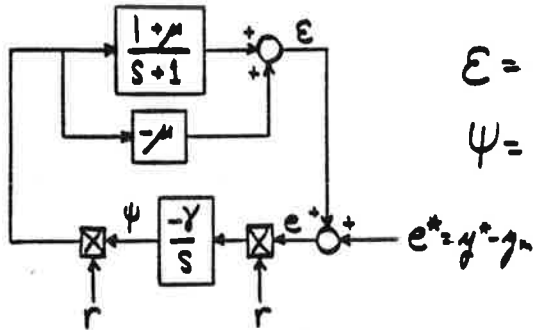 1+μ
s+1
+
+
ε
-μ
ε=
ψ=
ψ
-γ
s
e
+
+
e*=y*-ym
r
r